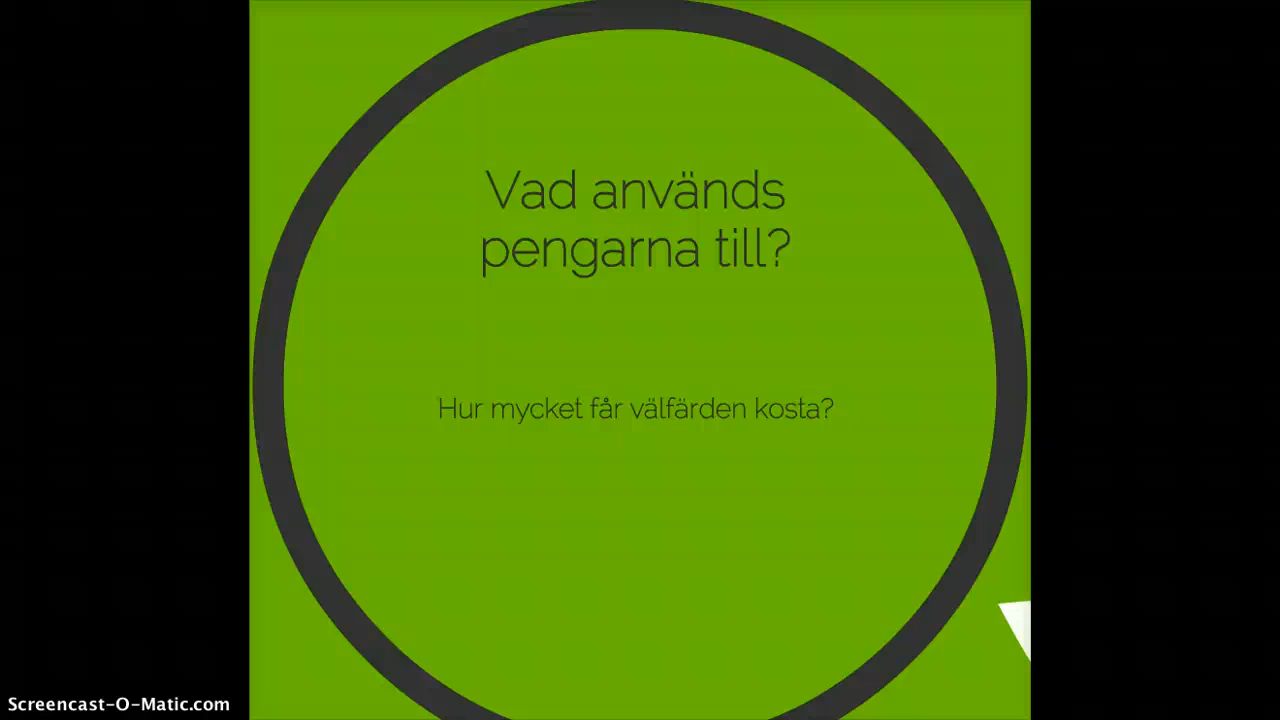 Vad används
pengarna till?
Hur mycket får välfärden kosta?
Screencast-O-Matic.com